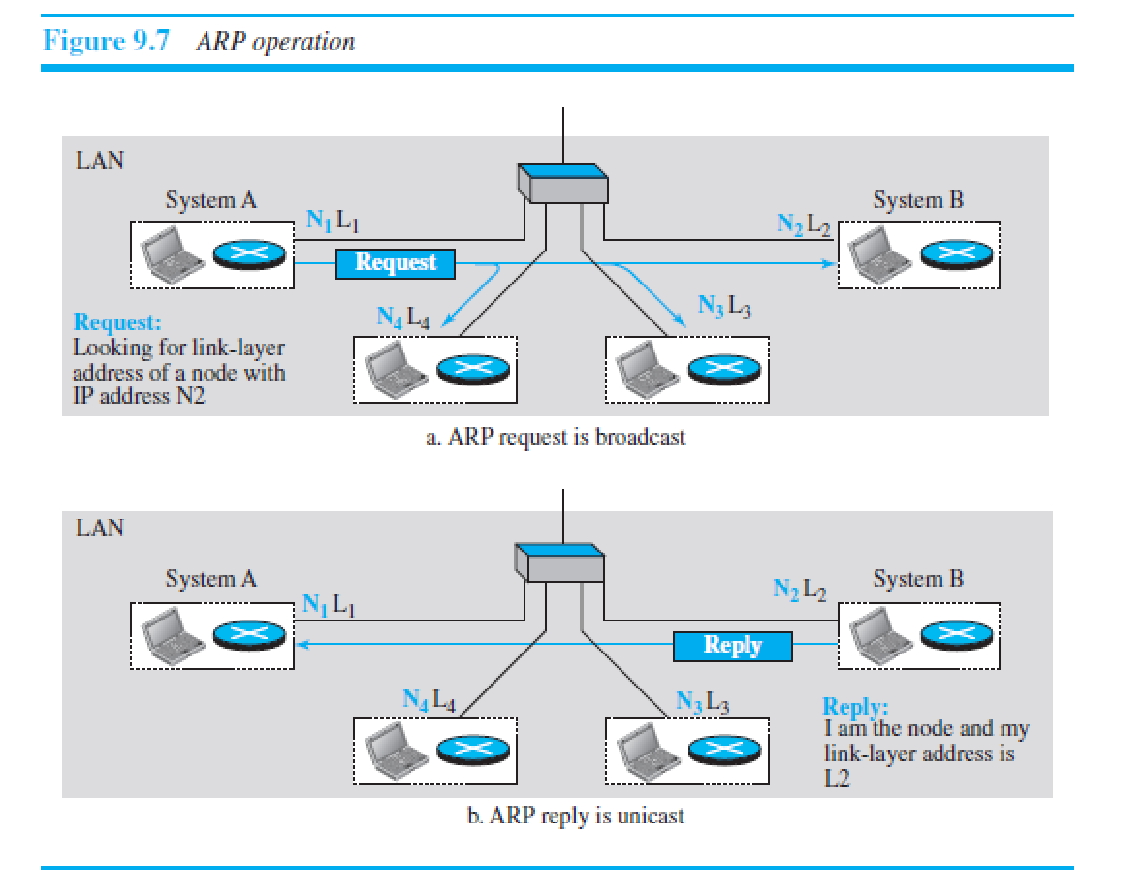 Figure 9.7 ARP operation
LAN
System A
System B
N1 L1
N2 L2
Request
N4 L4
N3 L3
Request:
Looking for link-layer
address of a node with
IP address N2
a. ARP request is broadcast
LAN
System A
System B
N1 L1
N2 L2
Reply
N4 L4
N3 L3
Reply:
I am the node and my
link-layer address is
L2
b. ARP reply is unicast